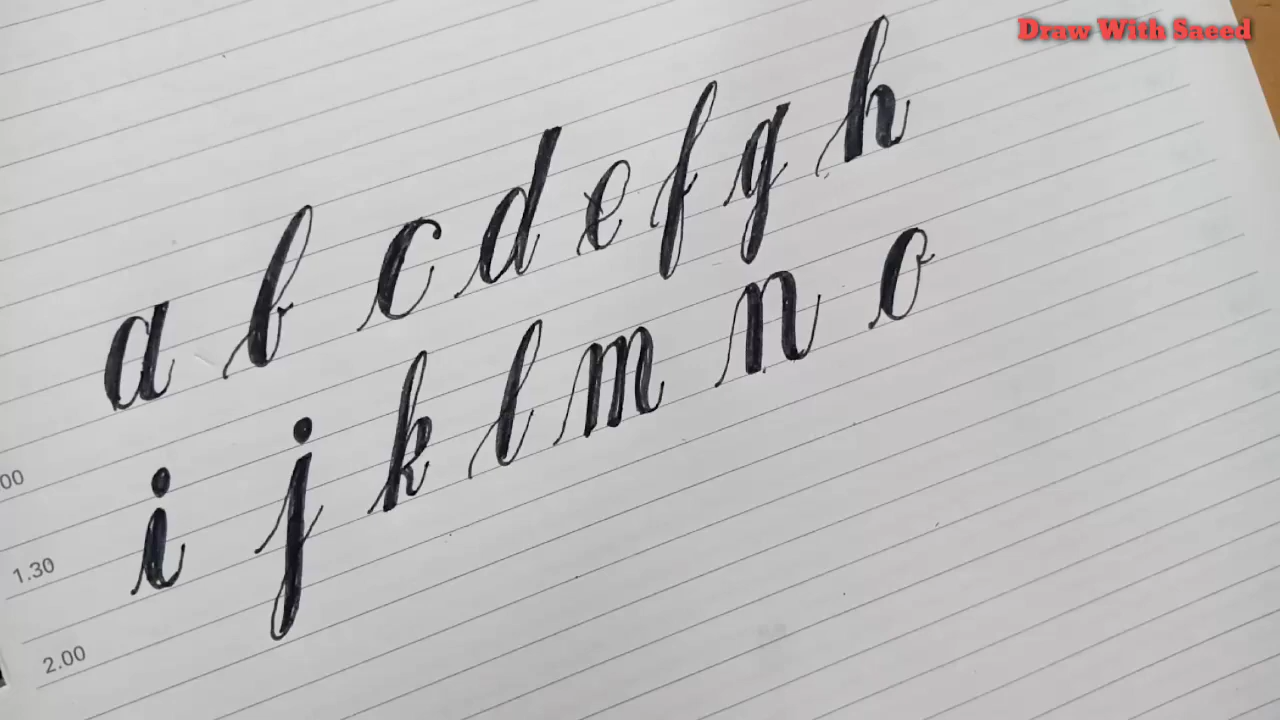 Draw With Saeed
a b c d e f g h
i j k l m n o
00
1.30
2.00